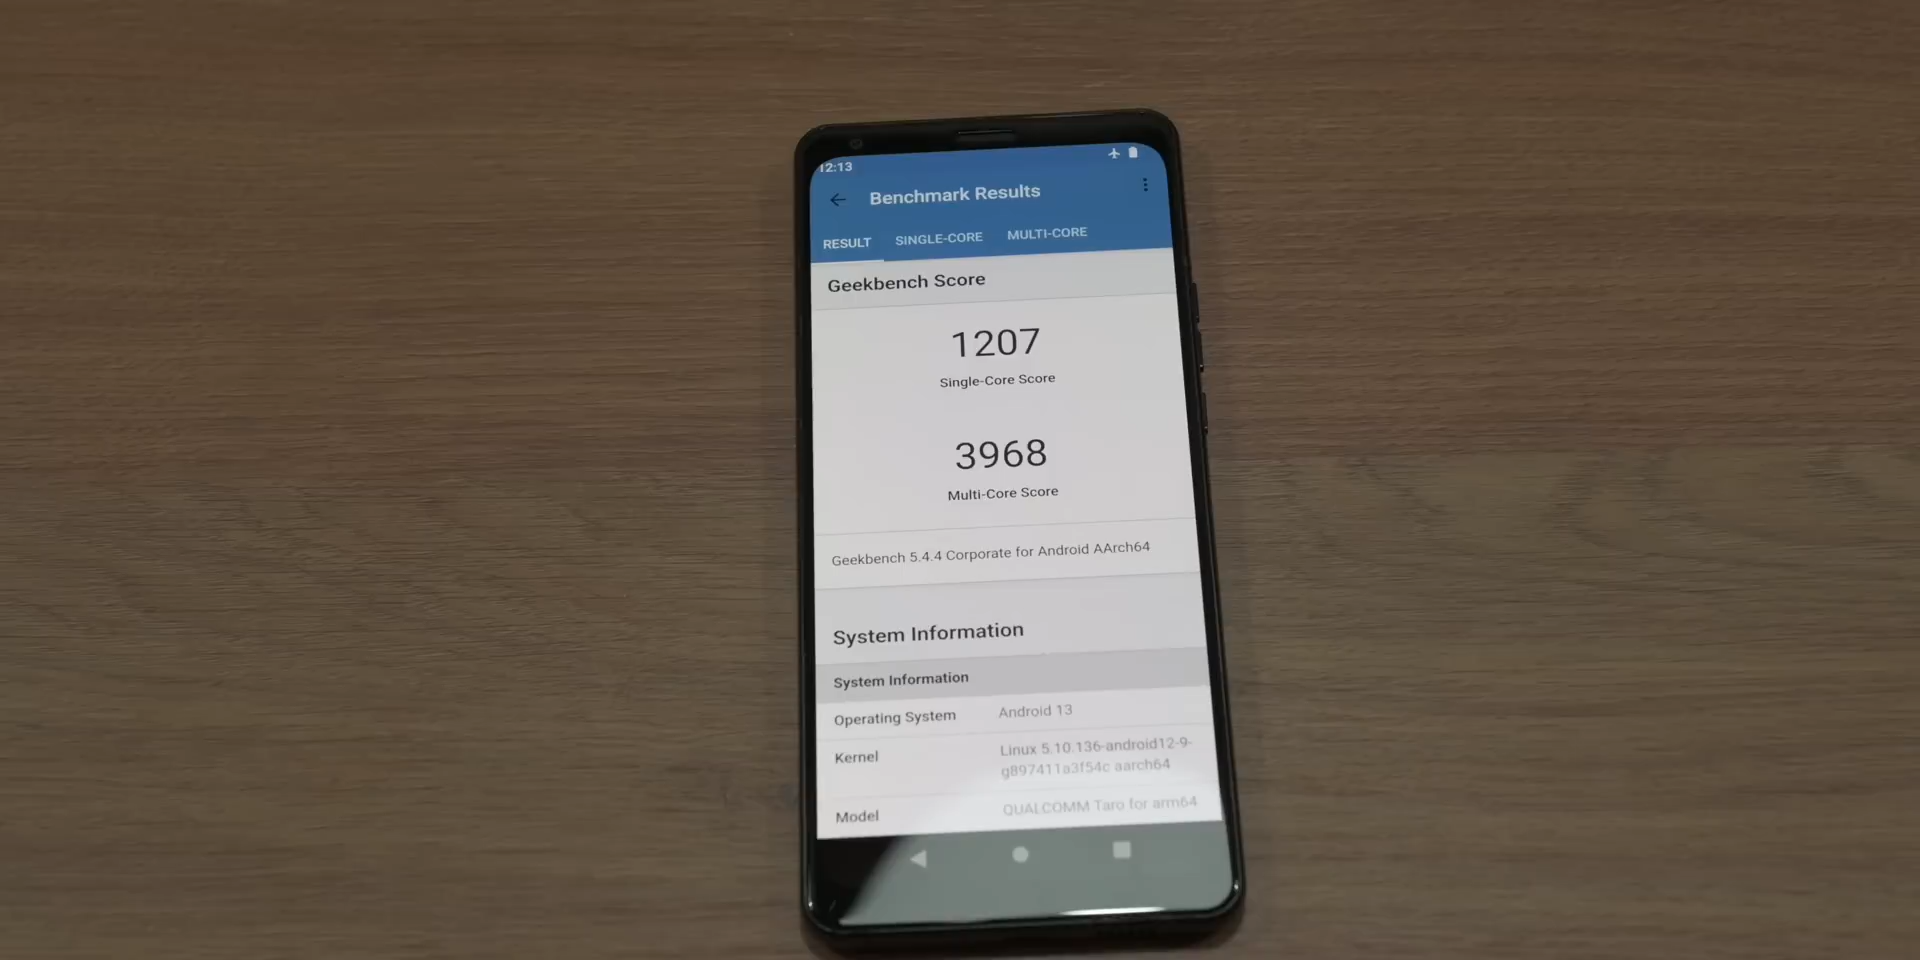 12:13
Benchmark Results
RESULT SINGLE-CORE MULTI-CORE
Geekbench Score
1207
Single-Core Score
3968
Multi-Core Score
Geekbench 5.4.4 Corporate for Android AArch64
System Information
System Information
Operating System Android 13
Kernel Linux 5.10.136-android12-9-
g897411a3f54c aarch64
Model QUALCOMM Taro for arm64